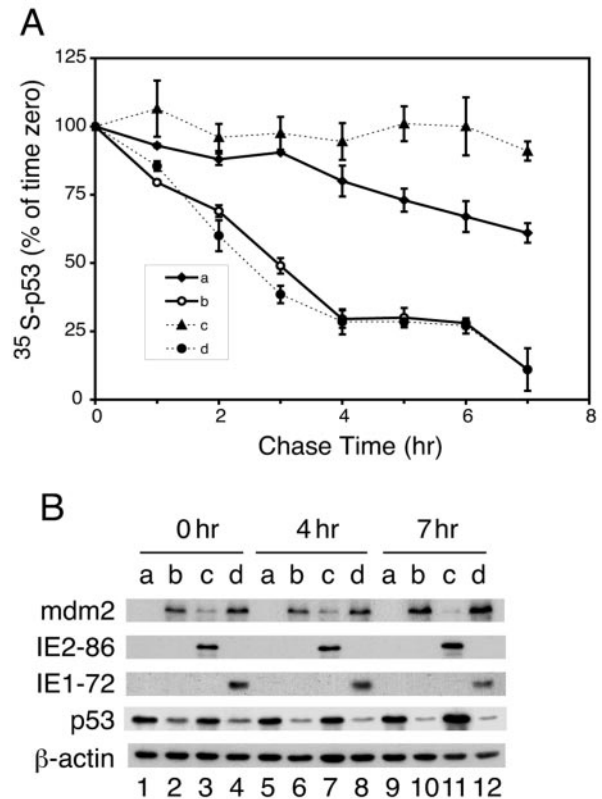 A
125
100
75
50
25
0
³⁵S-p53 (% of time zero)
a
b
c
d
0 2 4 6 8
Chase Time (hr)
B
0 hr 4 hr 7 hr
a b c d a b c d a b c d
mdm2
IE2-86
IE1-72
p53
β-actin
1 2 3 4 5 6 7 8 9 10 11 12